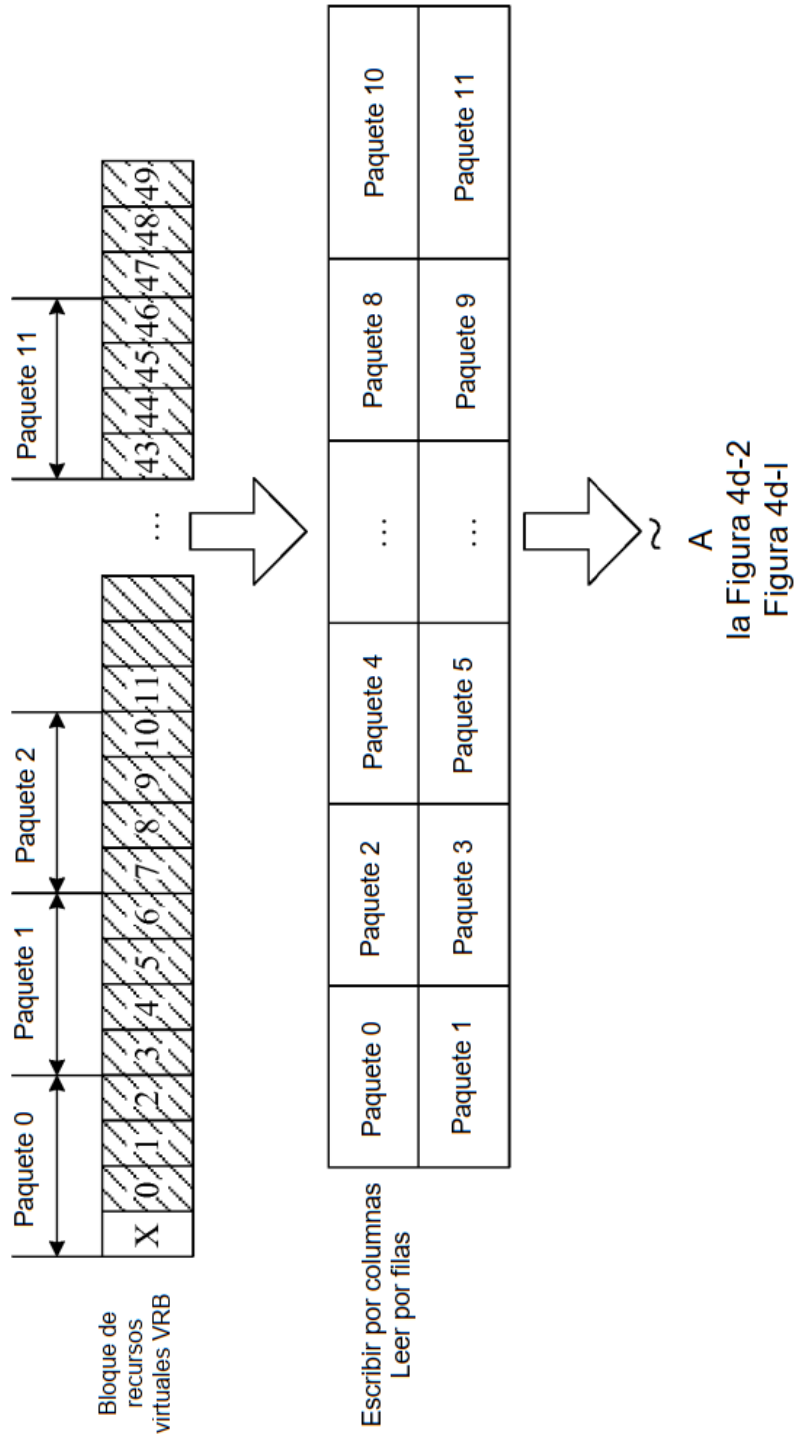 Paquete 0
Paquete 1
Paquete 2
Paquete 11
Bloque de
recursos
virtuales VRB
X 0 1 2 3 4 5 6 7 8 9 10 11 ... 43 44 45 46 47 48 49
Escribir por columnas
Leer por filas
Paquete 0 Paquete 2 Paquete 4 ... Paquete 8 Paquete 10
Paquete 1 Paquete 3 Paquete 5 ... Paquete 9 Paquete 11
~
A
la Figura 4d-2
Figura 4d-l